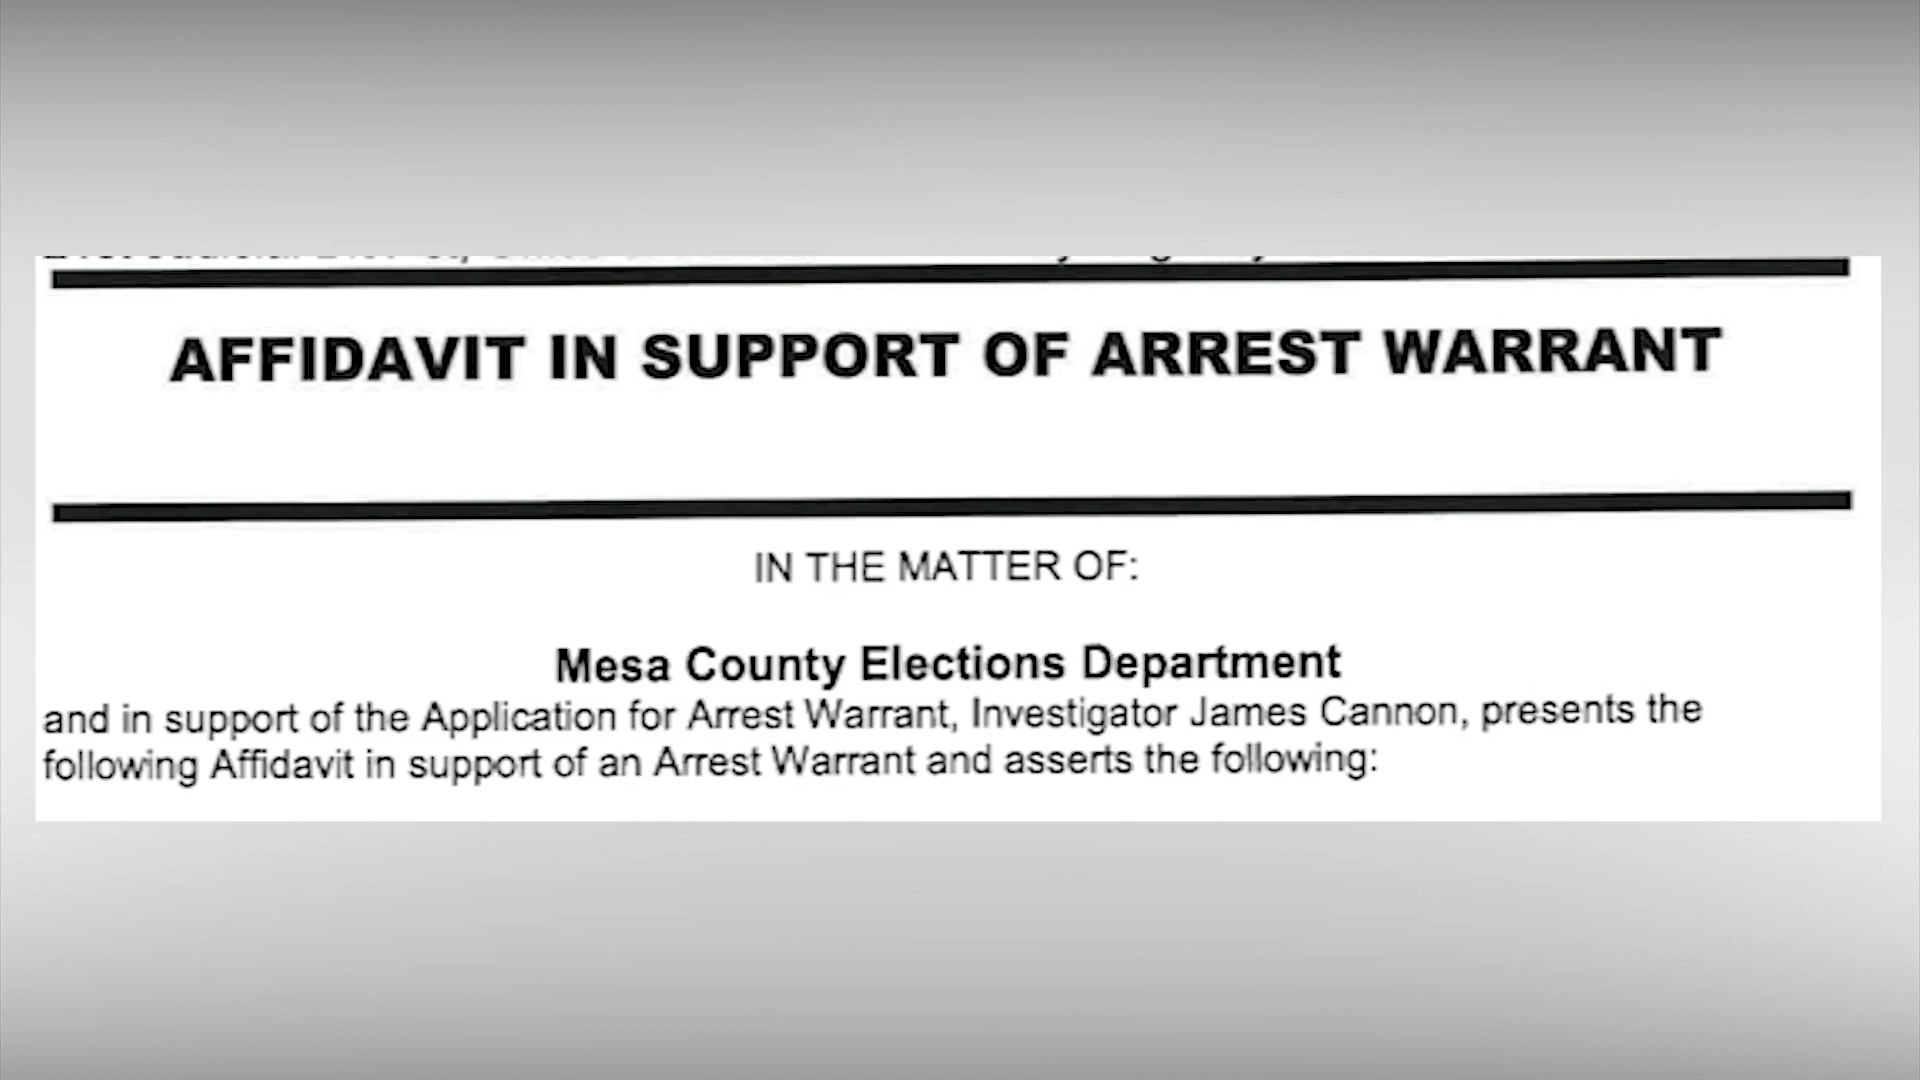 AFFIDAVIT IN SUPPORT OF ARREST WARRANT
IN THE MATTER OF:
Mesa County Elections Department
and in support of the Application for Arrest Warrant, Investigator James Cannon, presents the
following Affidavit in support of an Arrest Warrant and asserts the following: